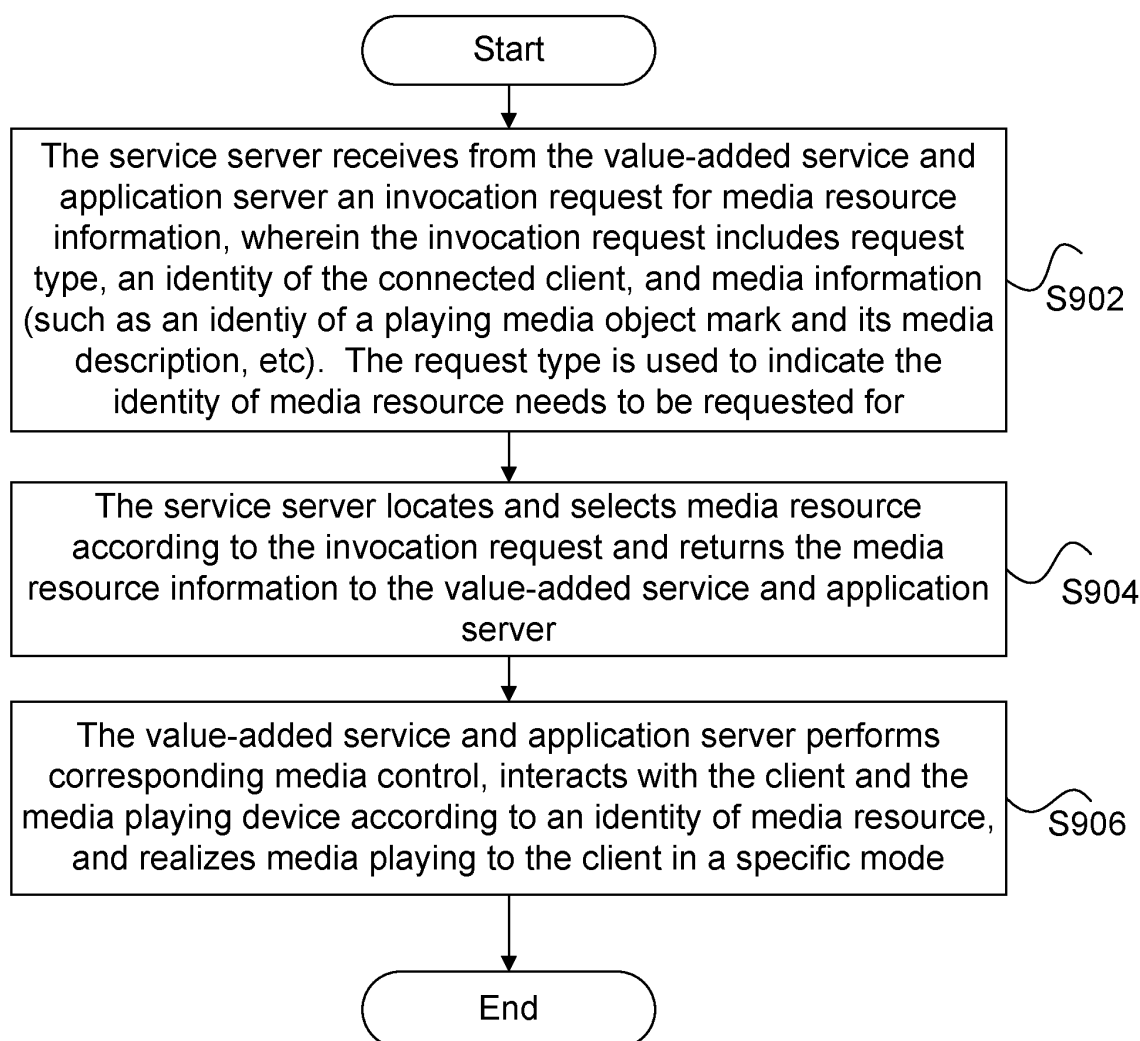 Start
The service server receives from the value-added service and
application server an invocation request for media resource
information, wherein the invocation request includes request
type, an identity of the connected client, and media information
(such as an identiy of a playing media object mark and its media
description, etc).  The request type is used to indicate the
identity of media resource needs to be requested for
S902
The service server locates and selects media resource
according to the invocation request and returns the media
resource information to the value-added service and application
server
S904
The value-added service and application server performs
corresponding media control, interacts with the client and the
media playing device according to an identity of media resource,
and realizes media playing to the client in a specific mode
S906
End